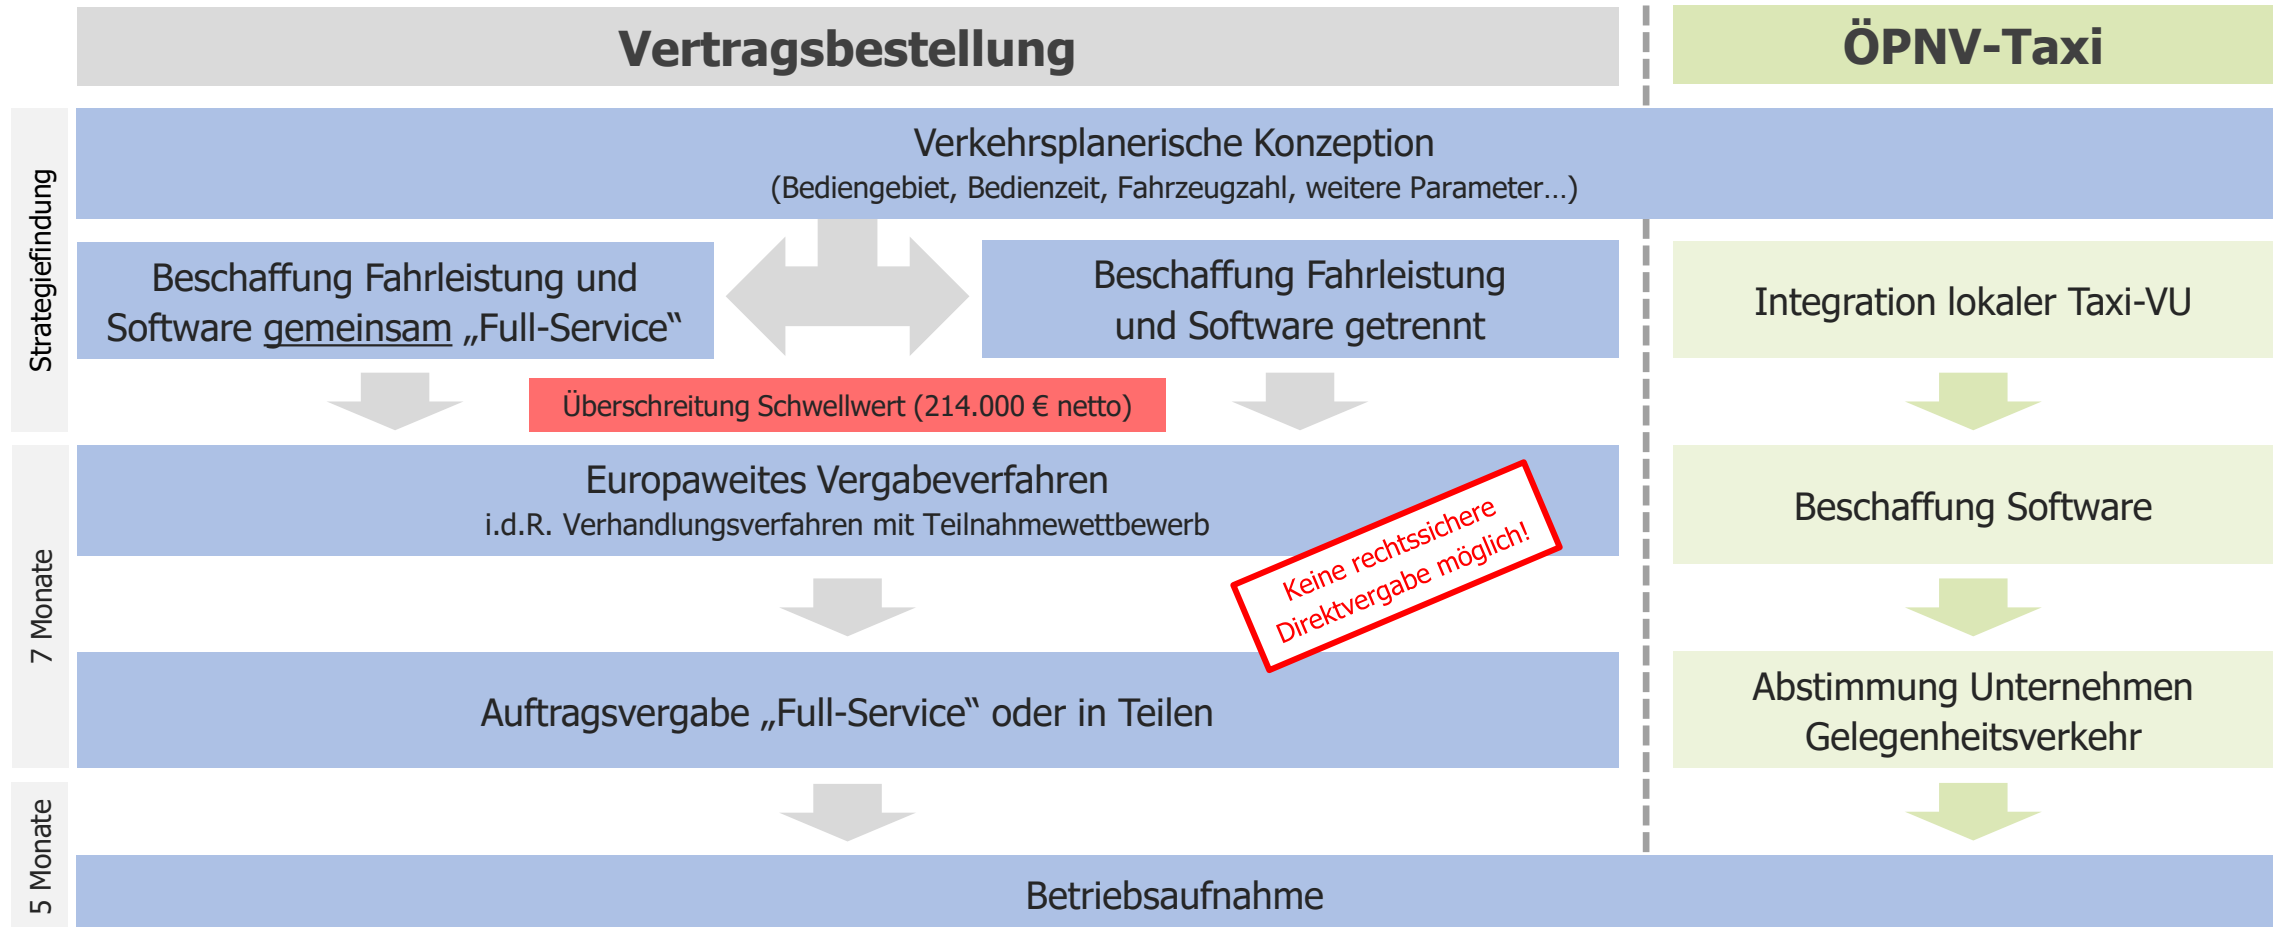 Vertragsbestellung
ÖPNV-Taxi
Strategiefindung
Verkehrsplanerische Konzeption
(Bediengebiet, Bedienzeit, Fahrzeugzahl, weitere Parameter…)
Beschaffung Fahrleistung und
Software gemeinsam „Full-Service“
Beschaffung Fahrleistung
und Software getrennt
Integration lokaler Taxi-VU
Überschreitung Schwellwert (214.000 € netto)
7 Monate
Europaweites Vergabeverfahren
i.d.R. Verhandlungsverfahren mit Teilnahmewettbewerb
Keine rechtssichere
Direktvergabe möglich!
Beschaffung Software
Auftragsvergabe „Full-Service“ oder in Teilen
Abstimmung Unternehmen
Gelegenheitsverkehr
5 Monate
Betriebsaufnahme